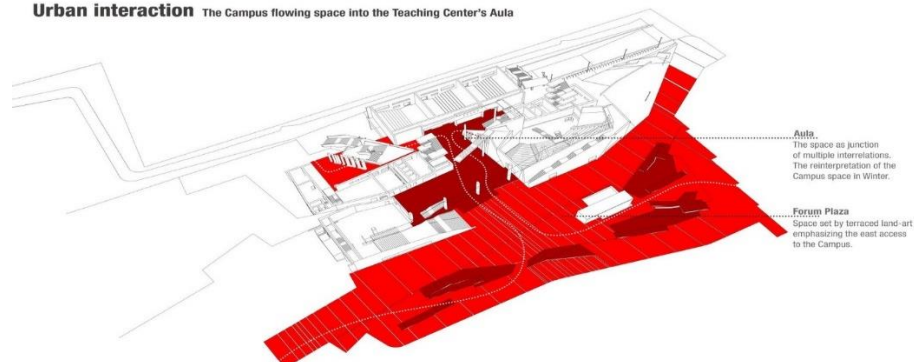 Urban interaction The Campus flowing space into the Teaching Center's Aula
Aula
The space as junction
of multiple interrelations.
The reinterpretation of the
Campus space in Winter.
Forum Plaza
Space set by terraced land-art
emphasizing the east access
to the Campus.